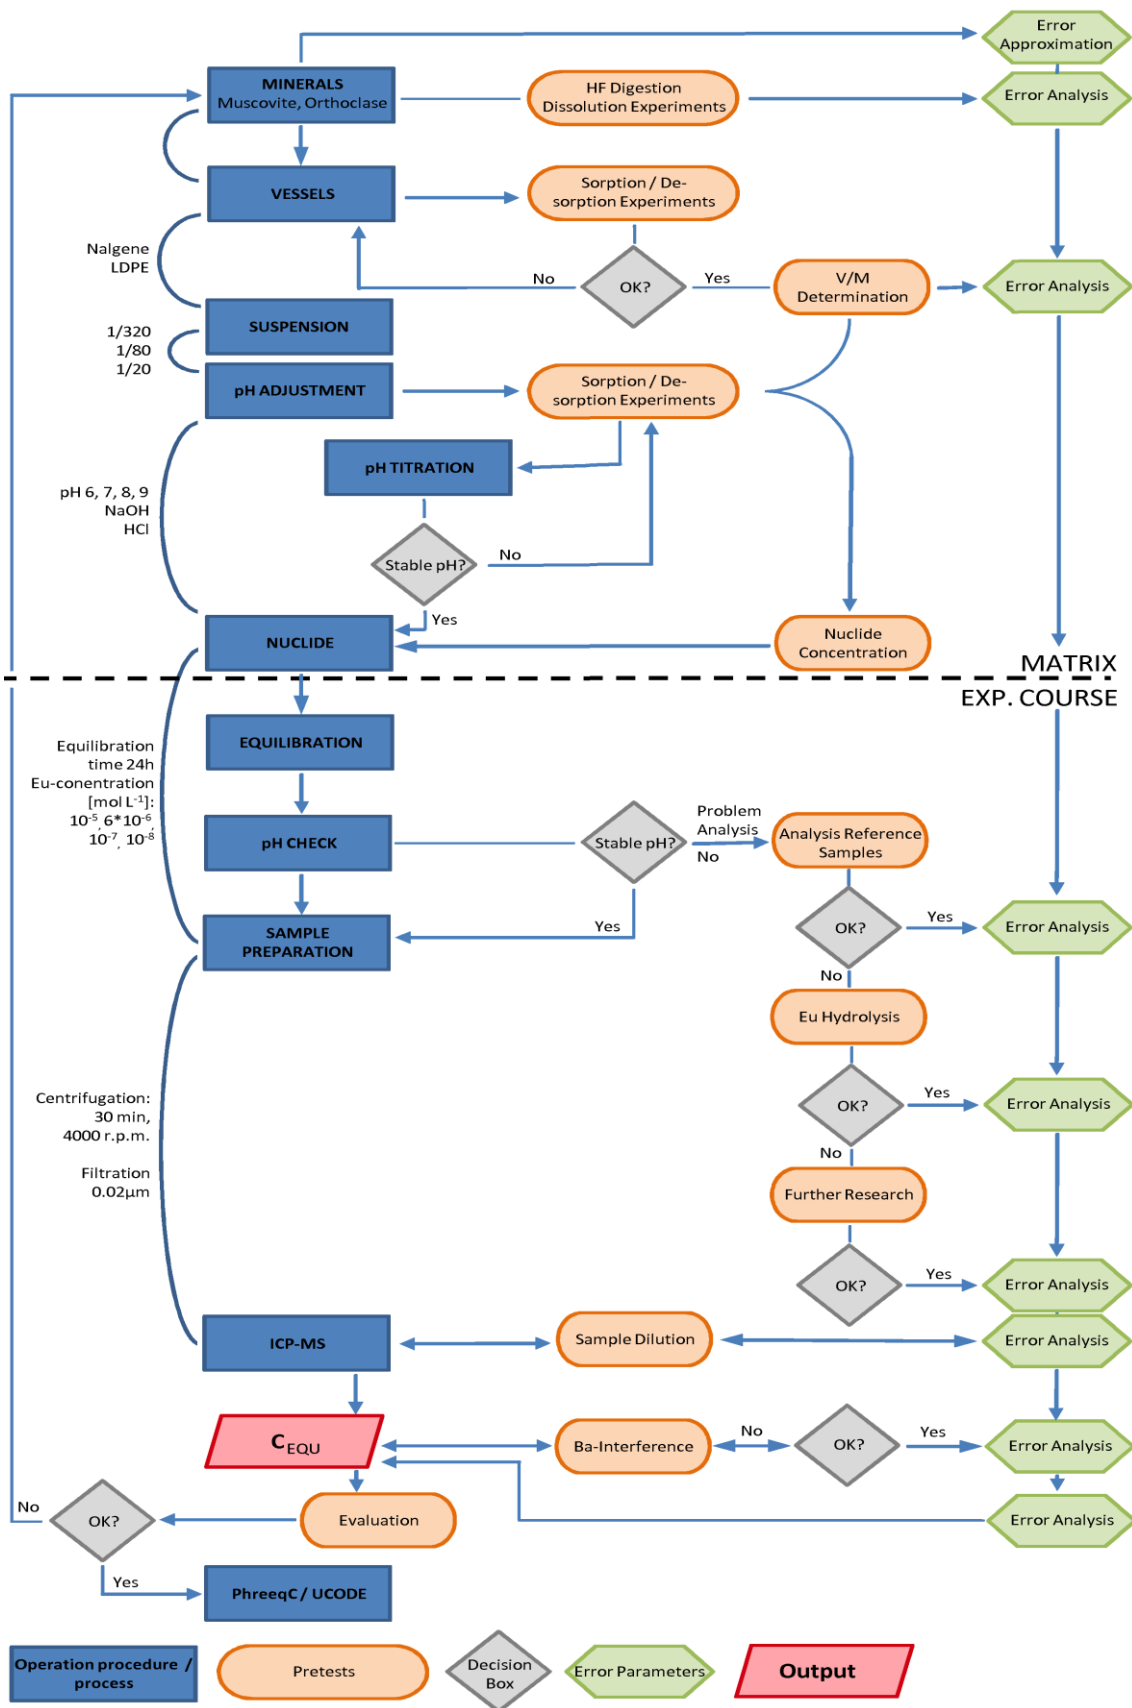 Error
Approximation
MINERALS
Muscovite, Orthoclase
HF Digestion
Dissolution Experiments
Error Analysis
VESSELS
Sorption / De-
sorption Experiments
Nalgene
LDPE
No
OK?
Yes
V/M
Determination
Error Analysis
SUSPENSION
1/320
1/80
1/20
pH ADJUSTMENT
Sorption / De-
sorption Experiments
pH TITRATION
pH 6, 7, 8, 9
NaOH
HCl
Stable pH?
No
Yes
NUCLIDE
Nuclide
Concentration
MATRIX
EXP. COURSE
EQUILIBRATION
Equilibration
time 24h
Eu-conentration
[mol L⁻¹]:
10⁻⁵, 6*10⁻⁶,
10⁻⁷, 10⁻⁸
pH CHECK
Stable pH?
Problem
Analysis
No
Analysis Reference
Samples
Yes
SAMPLE
PREPARATION
OK?
Yes
Error Analysis
No
Eu Hydrolysis
OK?
Yes
Error Analysis
No
Centrifugation:
30 min,
4000 r.p.m.
Filtration
0.02µm
Further Research
OK?
Yes
Error Analysis
ICP-MS
Sample Dilution
Error Analysis
C EQU
Ba-Interference
No
OK?
Yes
Error Analysis
No
OK?
Evaluation
Error Analysis
Yes
PhreeqC / UCODE
Operation procedure /
process
Pretests
Decision
Box
Error Parameters
Output